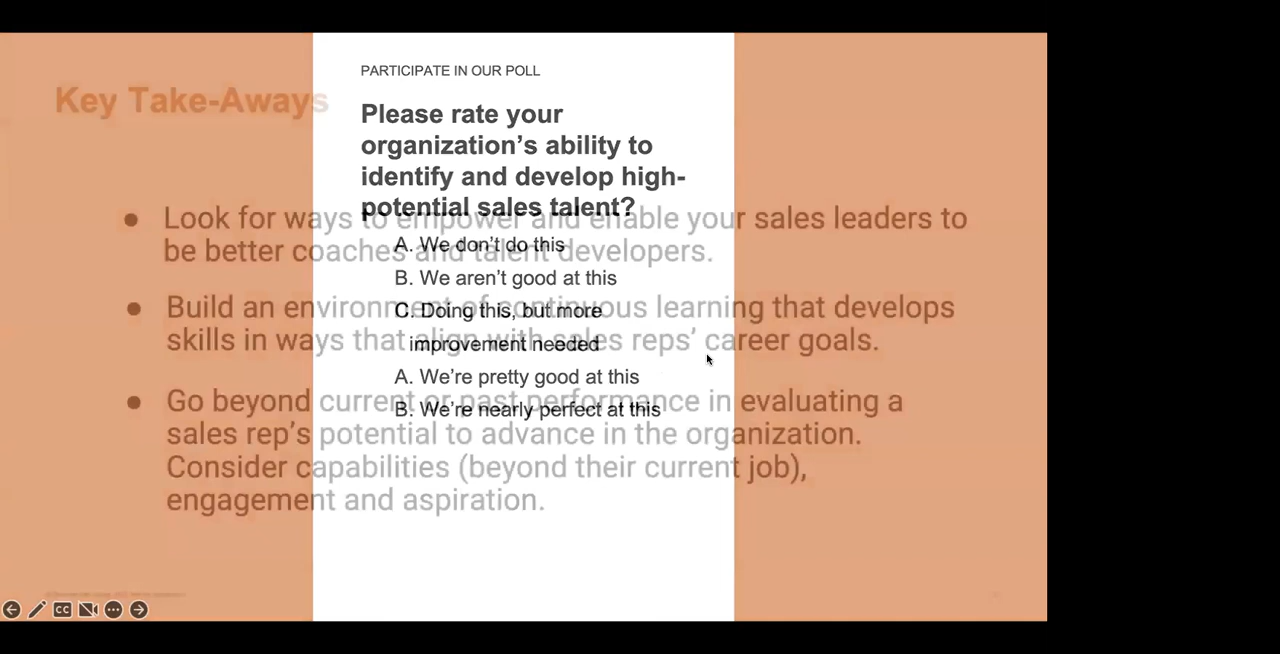 PARTICIPATE IN OUR POLL
Key Take-Aways
Please rate your
organization's ability to
identify and develop high-
potential sales talent?
A. We don't do this
B. We aren't good at this
C. Doing this, but more
improvement needed
A. We're pretty good at this
B. We're nearly perfect at this
● Look for ways to empower and enable your sales leaders to
be better coaches and talent developers.
● Build an environment of continuous learning that develops
skills in ways that align with sales reps' career goals.
● Go beyond current or past performance in evaluating a
sales rep's potential to advance in the organization.
Consider capabilities (beyond their current job),
engagement and aspiration.
CC